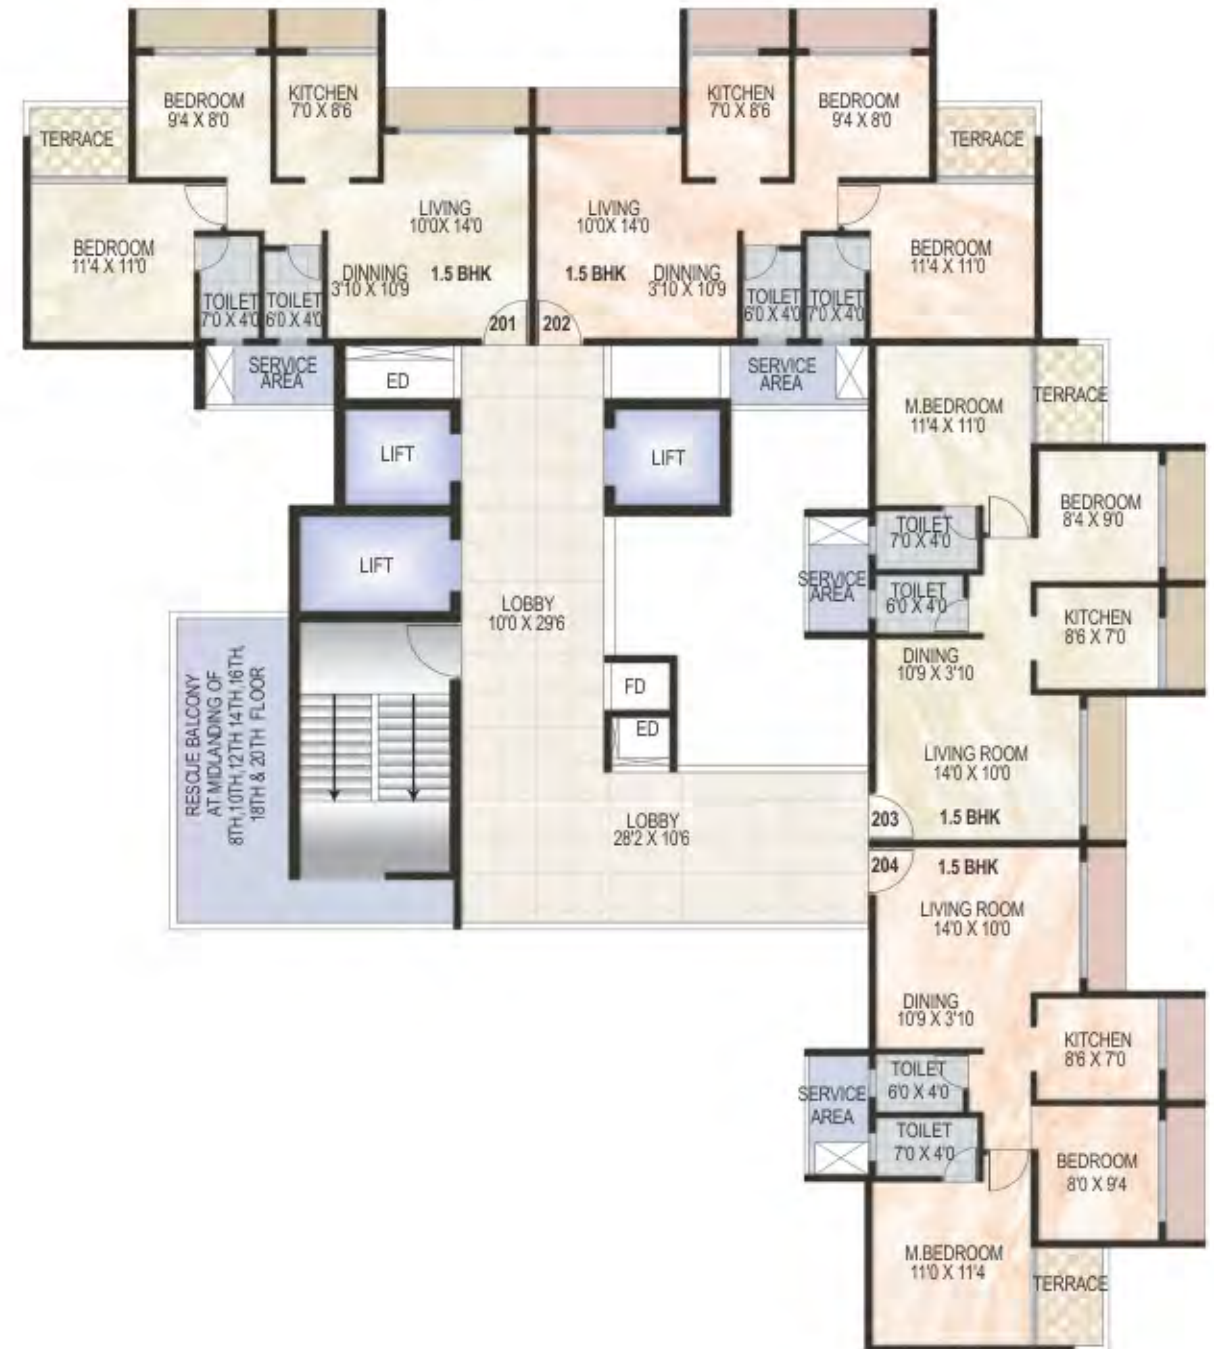 BEDROOM
9'4 X 8'0
KITCHEN
7'0 X 8'6
TERRACE
BEDROOM
11'4 X 11'0
LIVING
10'0X 14'0
DINNING
3'10 X 10'9
1.5 BHK
TOILET
7'0 X 4'0
TOILET
6'0 X 4'0
201
SERVICE
AREA
KITCHEN
7'0 X 8'6
BEDROOM
9'4 X 8'0
TERRACE
LIVING
10'0X 14'0
1.5 BHK
DINNING
3'10 X 10'9
BEDROOM
11'4 X 11'0
TOILET
6'0 X 4'0
TOILET
7'0 X 4'0
202
SERVICE
AREA
ED
LIFT
LIFT
LIFT
LOBBY
10'0 X 29'6
FD
ED
LOBBY
28'2 X 10'6
RESCUE BALCONY
AT MIDLANDING OF
8TH,10TH,12TH 14TH,16TH,
18TH & 20TH FLOOR
M.BEDROOM
11'4 X 11'0
TERRACE
BEDROOM
8'4 X 9'0
TOILET
7'0 X 4'0
SERVICE
AREA
TOILET
6'0 X 4'0
KITCHEN
8'6 X 7'0
DINING
10'9 X 3'10
LIVING ROOM
14'0 X 10'0
203
1.5 BHK
204
1.5 BHK
LIVING ROOM
14'0 X 10'0
DINING
10'9 X 3'10
KITCHEN
8'6 X 7'0
TOILET
6'0 X 4'0
SERVICE
AREA
TOILET
7'0 X 4'0
BEDROOM
8'0 X 9'4
M.BEDROOM
11'0 X 11'4
TERRACE